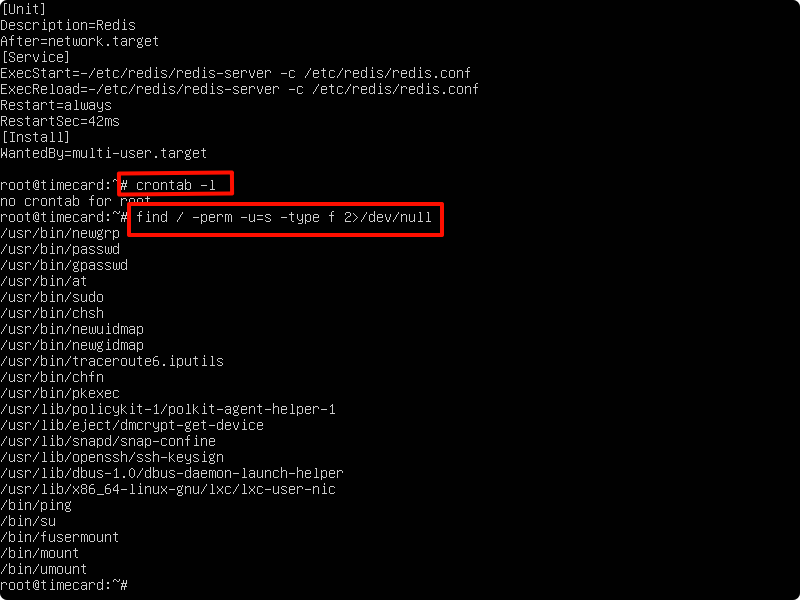 [Unit]
Description=Redis
After=network.target
[Service]
ExecStart=-/etc/redis/redis-server -c /etc/redis/redis.conf
ExecReload=-/etc/redis/redis-server -c /etc/redis/redis.conf
Restart=always
RestartSec=42ms
[Install]
WantedBy=multi-user.target
root@timecard:~# crontab -l
no crontab for root
root@timecard:~# find / -perm -u=s -type f 2>/dev/null
/usr/bin/newgrp
/usr/bin/passwd
/usr/bin/gpasswd
/usr/bin/at
/usr/bin/sudo
/usr/bin/chsh
/usr/bin/newuidmap
/usr/bin/newgidmap
/usr/bin/traceroute6.iputils
/usr/bin/chfn
/usr/bin/pkexec
/usr/lib/policykit-1/polkit-agent-helper-1
/usr/lib/eject/dmcrypt-get-device
/usr/lib/snapd/snap-confine
/usr/lib/openssh/ssh-keysign
/usr/lib/dbus-1.0/dbus-daemon-launch-helper
/usr/lib/x86_64-linux-gnu/lxc/lxc-user-nic
/bin/ping
/bin/su
/bin/fusermount
/bin/mount
/bin/umount
root@timecard:~#